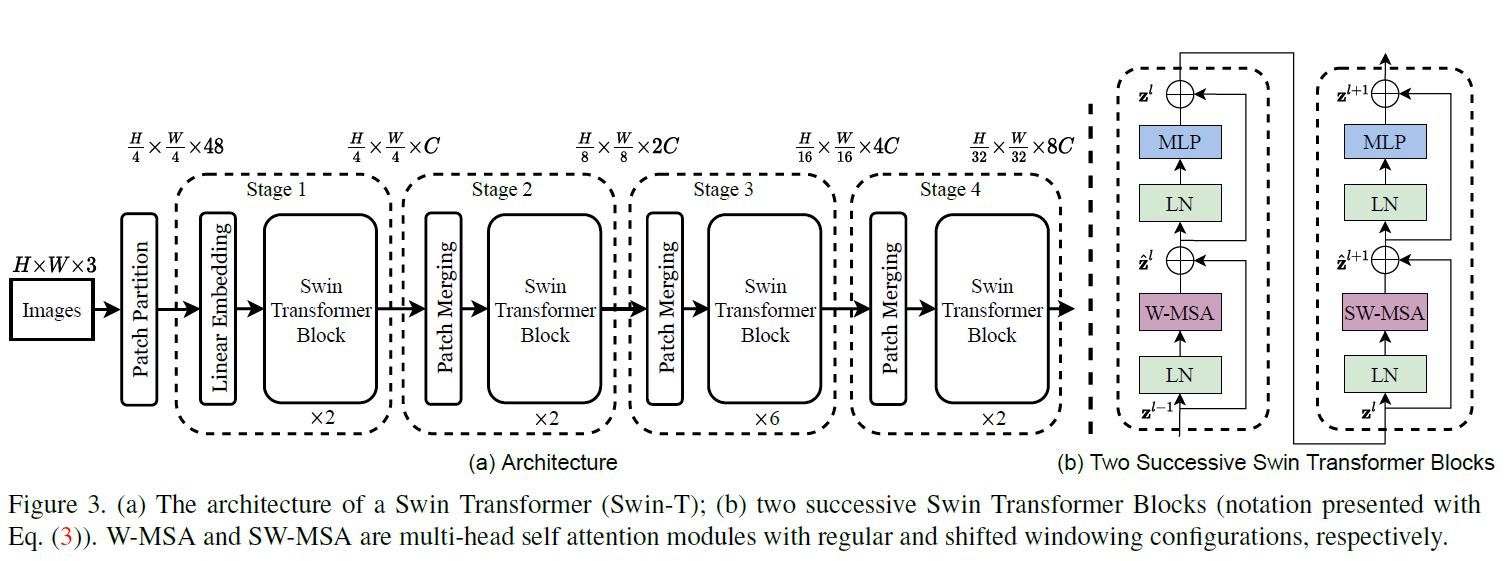 H/4 × W/4 × 48
H/4 × W/4 × C
H/8 × W/8 × 2C
H/16 × W/16 × 4C
H/32 × W/32 × 8C
Stage 1
Stage 2
Stage 3
Stage 4
H×W×3
Images
Patch Partition
Linear Embedding
Swin
Transformer
Block
×2
Patch Merging
Swin
Transformer
Block
×2
Patch Merging
Swin
Transformer
Block
×6
Patch Merging
Swin
Transformer
Block
×2
(a) Architecture
z^l
MLP
LN
ẑ^l
W-MSA
LN
z^{l-1}
z^{l+1}
MLP
LN
ẑ^{l+1}
SW-MSA
LN
z^l
(b) Two Successive Swin Transformer Blocks
Figure 3. (a) The architecture of a Swin Transformer (Swin-T); (b) two successive Swin Transformer Blocks (notation presented with
Eq. (3)). W-MSA and SW-MSA are multi-head self attention modules with regular and shifted windowing configurations, respectively.